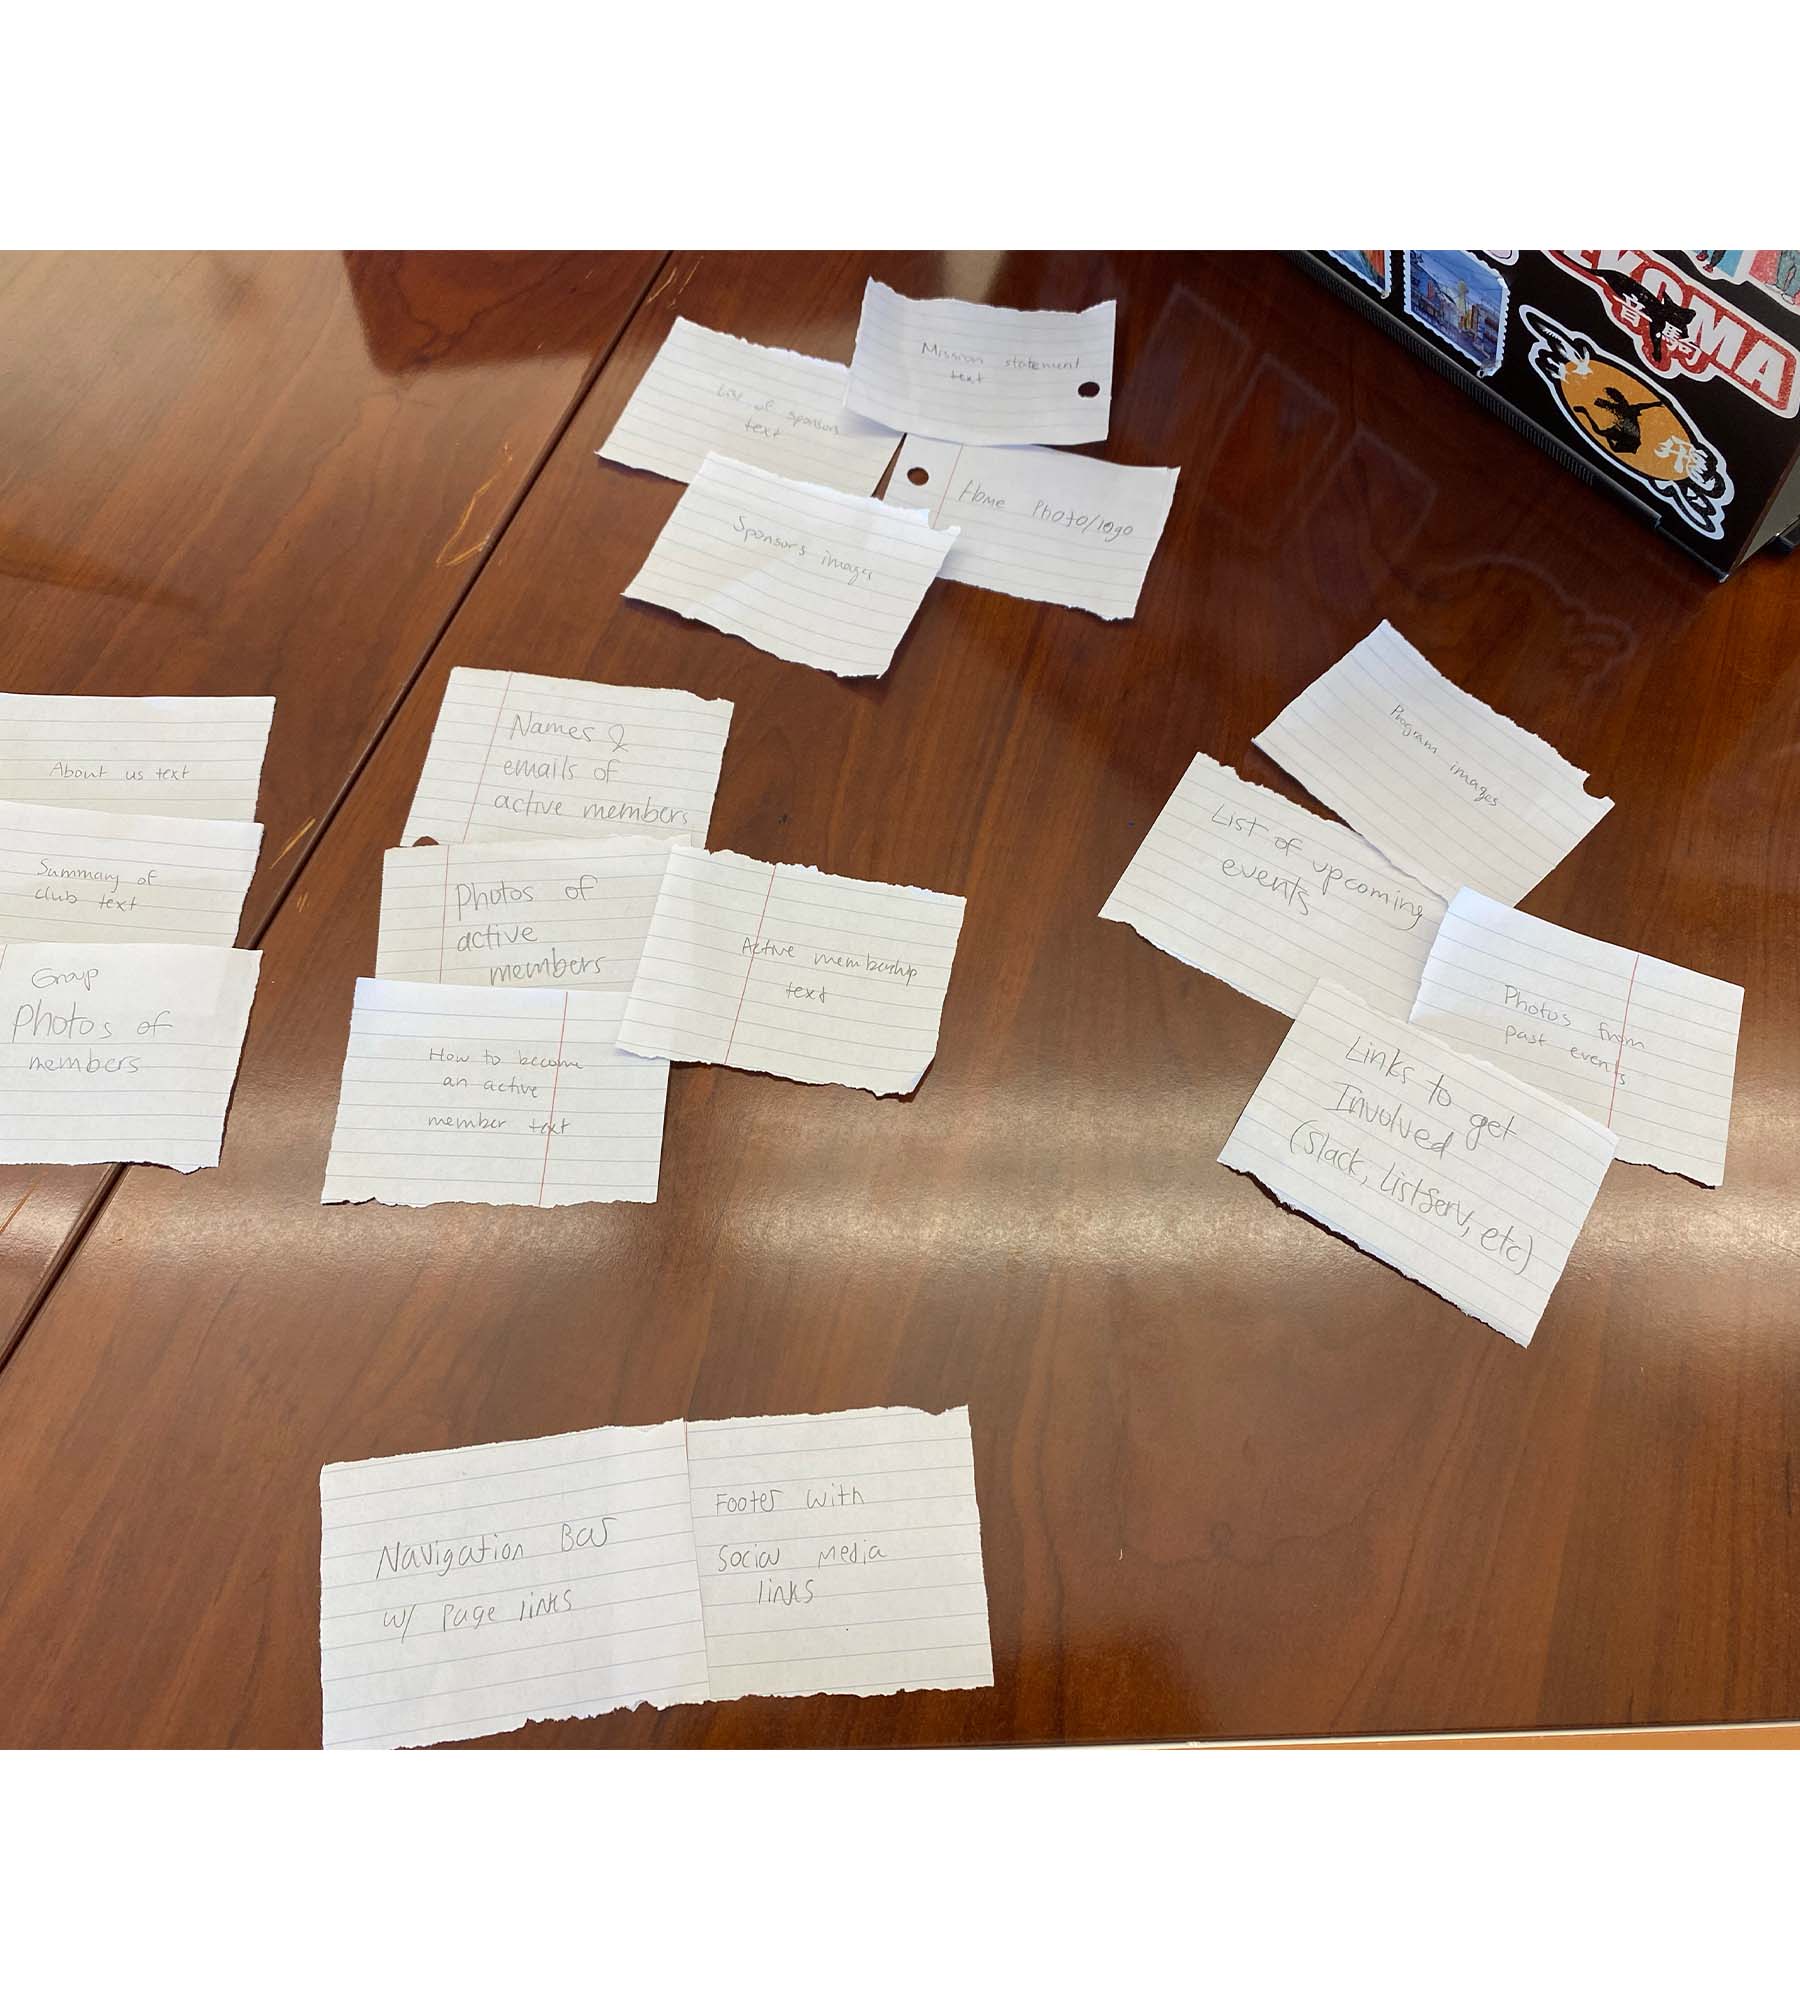 Mission statement
text
List of sponsors
text
Home Photo/logo
Sponsors images
About us text
Summary of
club text
Group
Photos of
members
Names &
emails of
active members
Photos of
active
members
Active membership
text
How to become
an active
member text
Program images
List of upcoming
events
Photos from
past events
Links to get
Involved
(Slack, Listserv, etc)
Navigation Bar
w/ page links
Footer with
Social Media
links
音 駒
飛